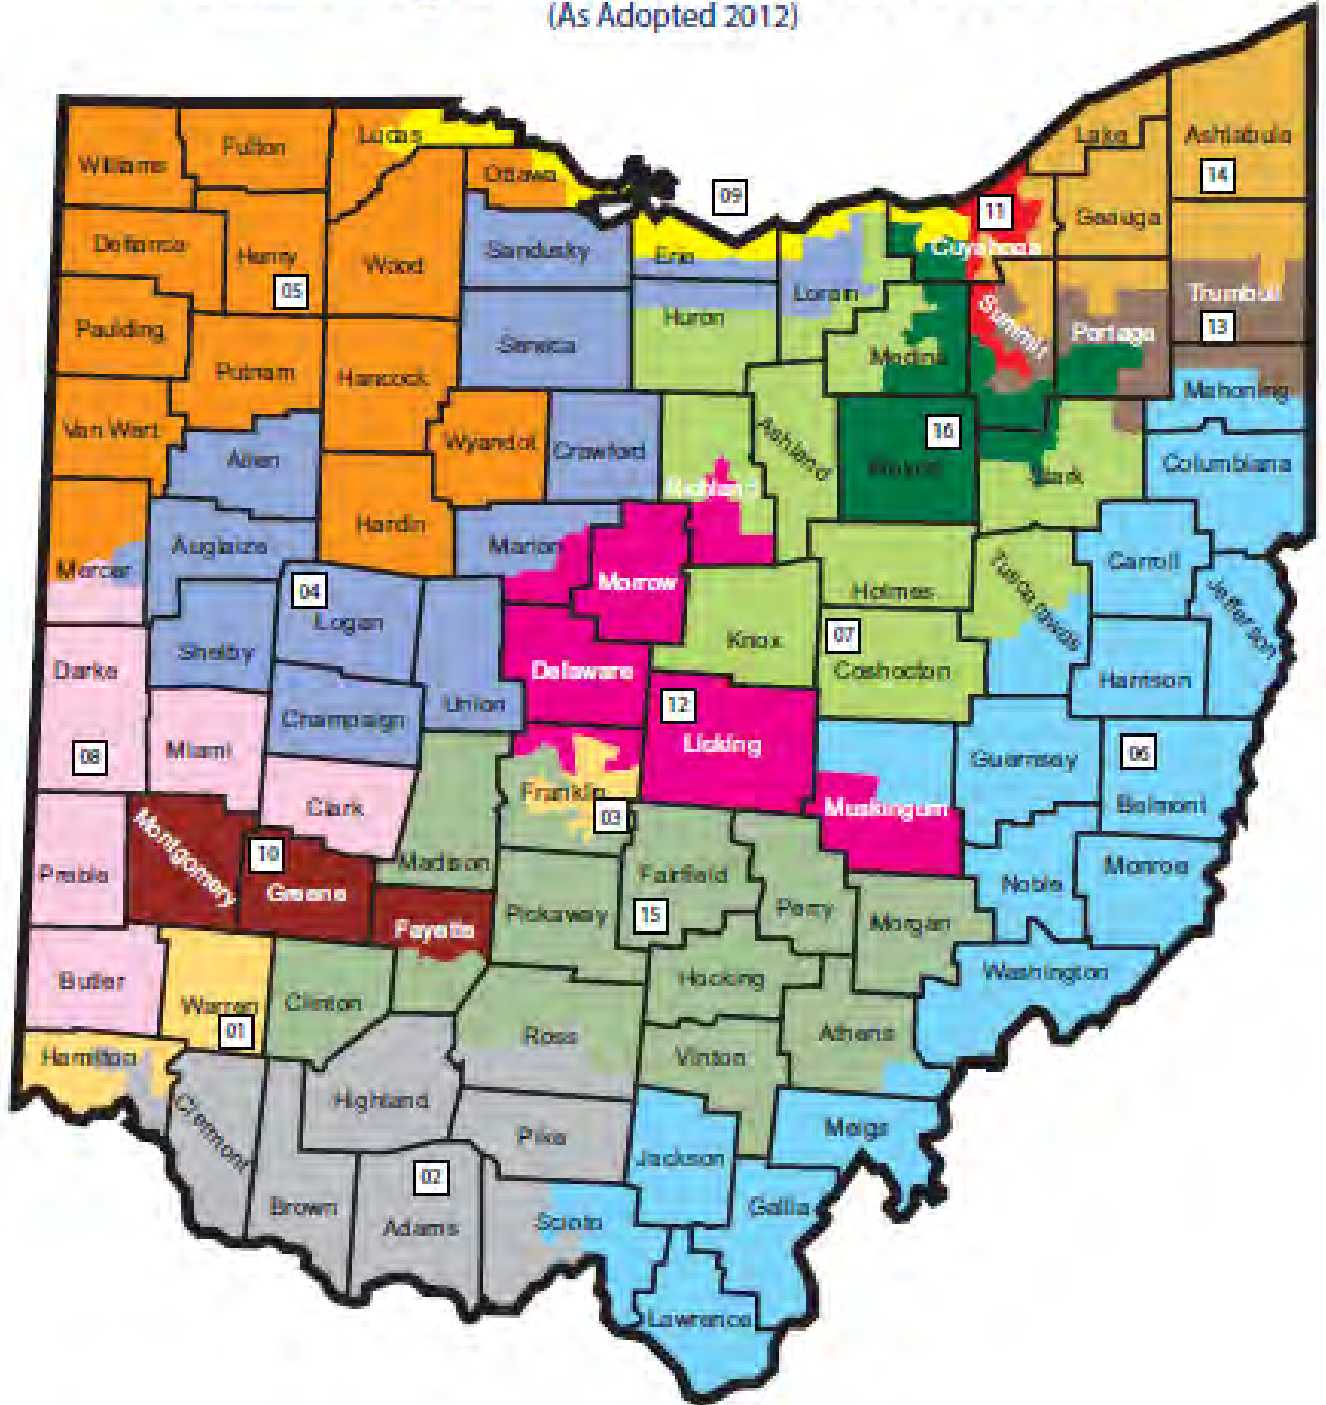 (As Adopted 2012)
Williams
Fulton
Lucas
Ottawa
09
Lake
Ashtabula
14
11
Geauga
Cuyahoga
Defiance
Henry
05
Wood
Sandusky
Erie
Lorain
Trumbull
13
Paulding
Putnam
Hancock
Seneca
Huron
Medina
Summit
Portage
Mahoning
Van Wert
Allen
Wyandot
Crawford
Richland
Ashland
16
Stark
Columbiana
Mercer
Auglaize
Hardin
Marion
Morrow
Holmes
Tuscarawas
Carroll
Jefferson
04
Logan
Shelby
Union
Delaware
Knox
07
Coshocton
Harrison
Darke
08
Miami
Champaign
12
Licking
Guernsey
06
Belmont
Clark
Franklin
03
Muskingum
Preble
Montgomery
10
Greene
Madison
Fayette
Pickaway
Fairfield
15
Perry
Morgan
Noble
Monroe
Butler
Warren
01
Clinton
Ross
Hocking
Athens
Washington
Hamilton
Clermont
Highland
Pike
Vinton
Meigs
Brown
02
Adams
Scioto
Jackson
Gallia
Lawrence